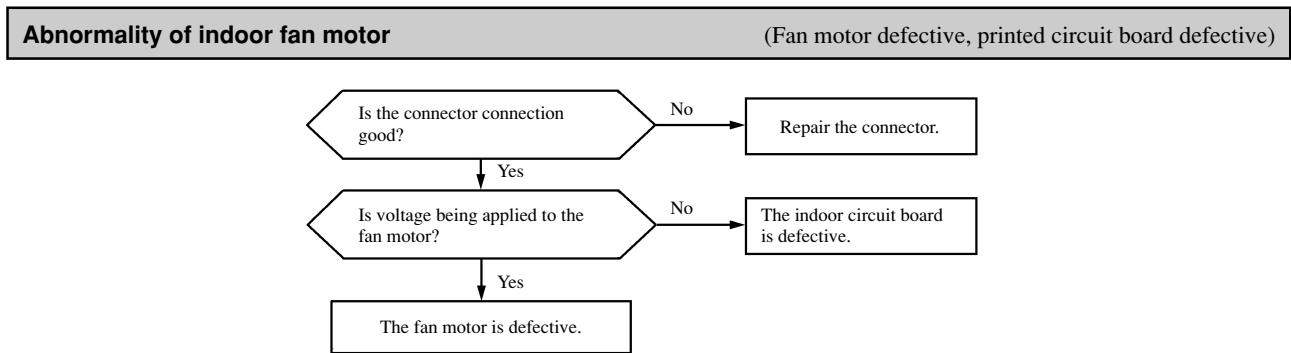 Abnormality of indoor fan motor (Fan motor defective, printed circuit board defective)
Is the connector connection
good?
No
Repair the connector.
Yes
Is voltage being applied to the
fan motor?
No
The indoor circuit board
is defective.
Yes
The fan motor is defective.